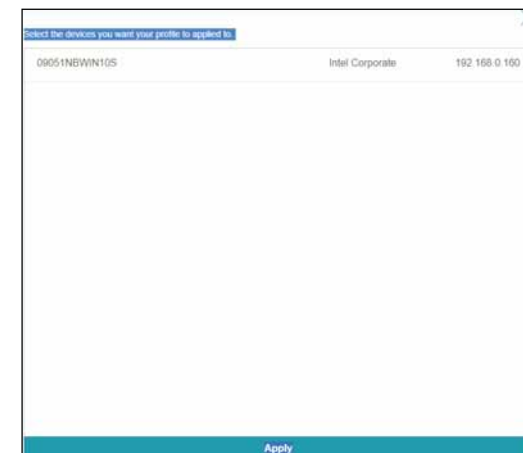 Select the devices you want your profile to applied to.
09051NBWIN10S Intel Corporate 192.168.0.160
Apply